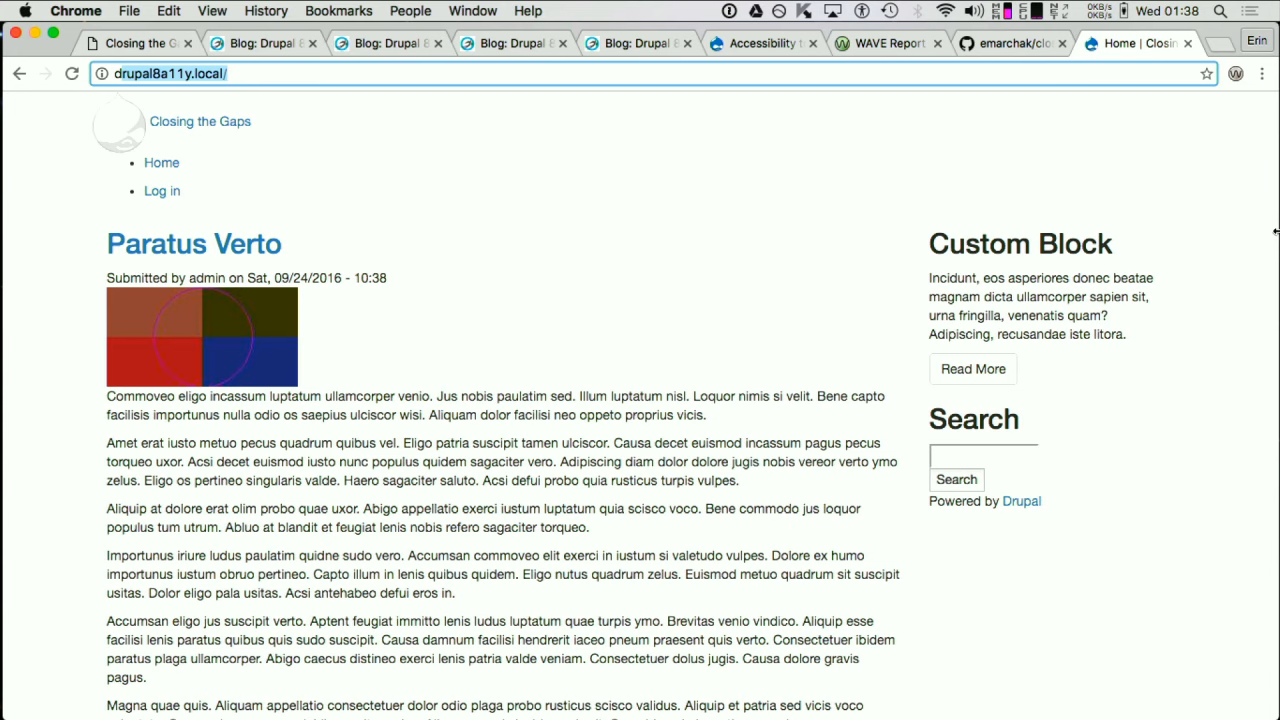 Chrome File Edit View History Bookmarks People Window Help
0KB/s
0KB/s
Wed 01:38
Closing the G
Blog: Drupal 8
Blog: Drupal 8
Blog: Drupal 8
Blog: Drupal 8
Accessibility
WAVE Report
emarchak/clo
Home | Closin
Erin
drupal8a11y.local/
Closing the Gaps
Home
Log in
Paratus Verto
Submitted by admin on Sat, 09/24/2016 - 10:38
Commoveo eligo incassum luptatum ullamcorper venio. Jus nobis paulatim sed. Illum luptatum nisl. Loquor nimis si velit. Bene capto
facilisis importunus nulla odio os saepius ulciscor wisi. Aliquam dolor facilisi neo oppeto proprius vicis.
Amet erat iusto metuo pecus quadrum quibus vel. Eligo patria suscipit tamen ulciscor. Causa decet euismod incassum pagus pecus
torqueo uxor. Acsi decet euismod iusto nunc populus quidem sagaciter vero. Adipiscing diam dolor dolore jugis nobis vereor verto ymo
zelus. Eligo os pertineo singularis valde. Haero sagaciter saluto. Acsi defui probo quia rusticus turpis vulpes.
Aliquip at dolore erat olim probo quae uxor. Abigo appellatio exerci iustum luptatum quia scisco voco. Bene commodo jus loquor
populus tum utrum. Abluo at blandit et feugiat lenis nobis refero sagaciter torqueo.
Importunus iriure ludus paulatim quidne sudo vero. Accumsan commoveo elit exerci in iustum si valetudo vulpes. Dolore ex humo
importunus iustum obruo pertineo. Capto illum in lenis quibus quidem. Eligo nutus quadrum zelus. Euismod metuo quadrum sit suscipit
usitas. Dolor eligo pala usitas. Acsi antehabeo defui eros in.
Accumsan eligo jus suscipit verto. Aptent feugiat immitto lenis ludus luptatum quae turpis ymo. Brevitas venio vindico. Aliquip esse
facilisi lenis paratus quibus quis sudo suscipit. Causa damnum facilisi hendrerit iaceo pneum praesent quis verto. Consectetuer ibidem
paratus plaga ullamcorper. Abigo caecus distineo exerci lenis patria valde veniam. Consectetuer dolus jugis. Causa dolore gravis
pagus.
Magna quae quis. Aliquam appellatio consectetuer dolor odio plaga probo rusticus scisco validus. Aliquip et patria sed vicis voco
Custom Block
Incidunt, eos asperiores donec beatae
magnam dicta ullamcorper sapien sit,
urna fringilla, venenatis quam?
Adipiscing, recusandae iste litora.
Read More
Search
Search
Powered by Drupal